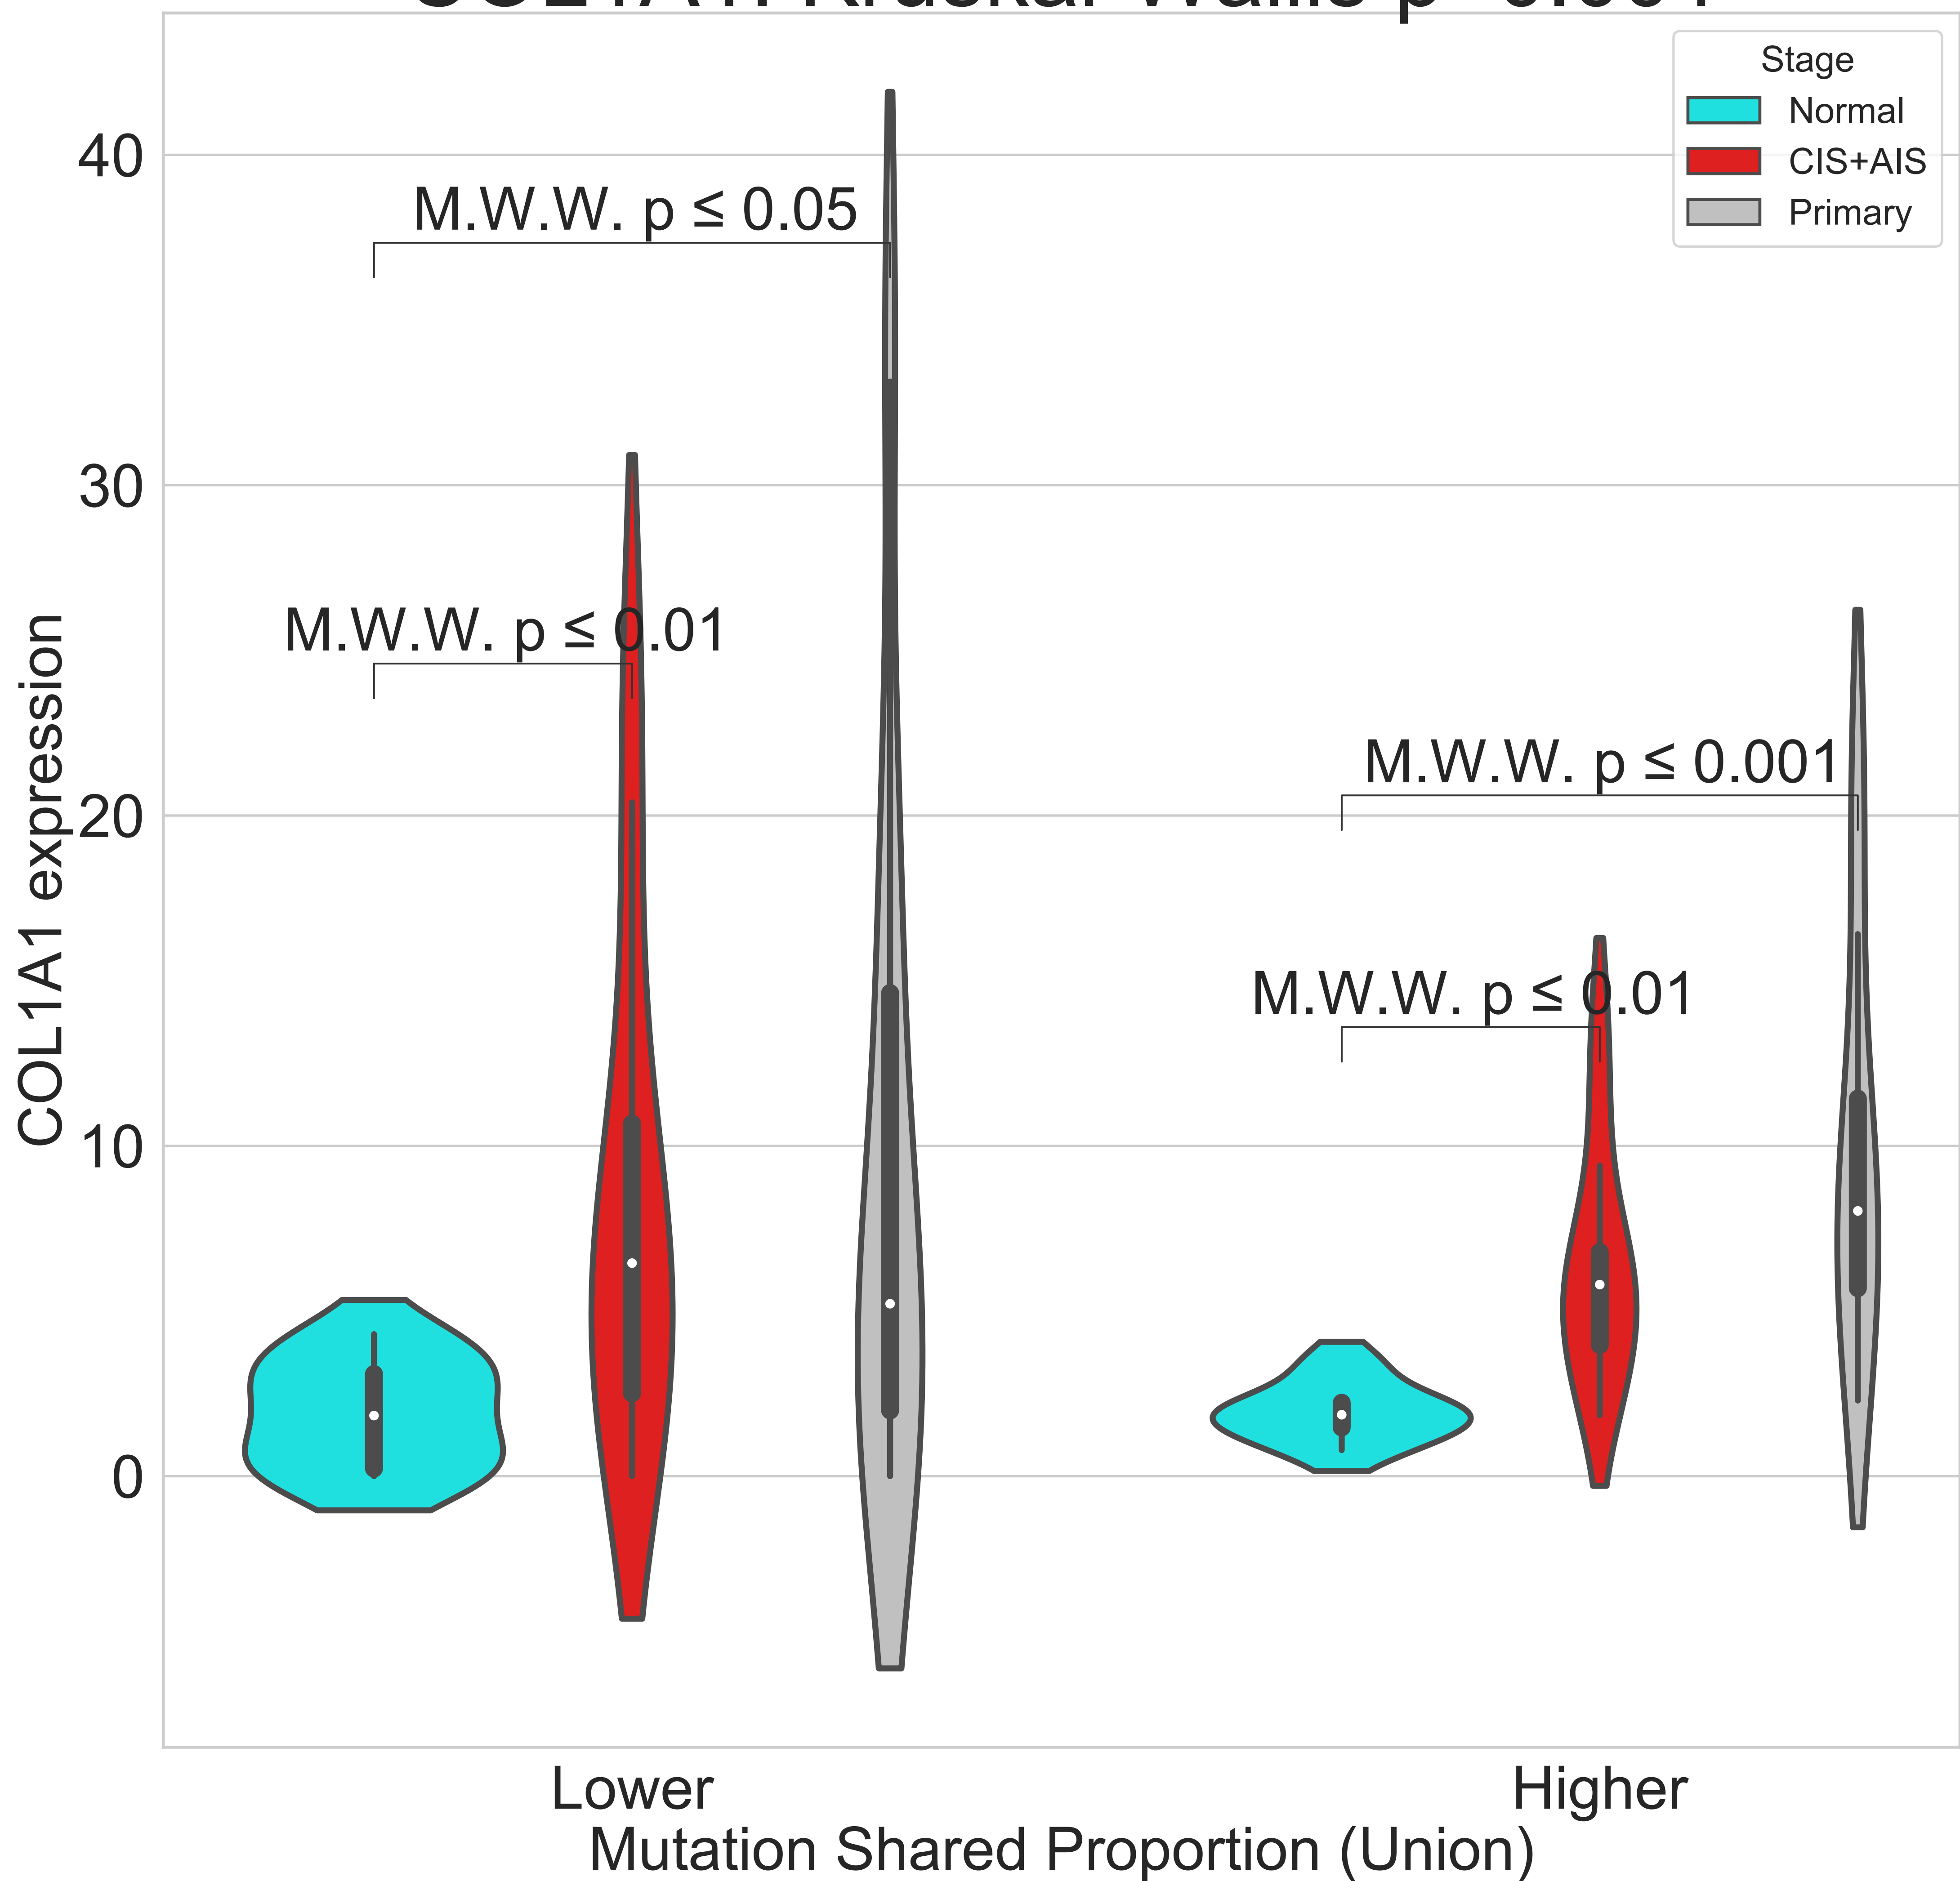 Stage
Normal
CIS+AIS
Primary
40
30
20
10
0
COL1A1 expression
M.W.W. p ≤ 0.05
M.W.W. p ≤ 0.01
M.W.W. p ≤ 0.001
M.W.W. p ≤ 0.01
Lower
Higher
Mutation Shared Proportion (Union)